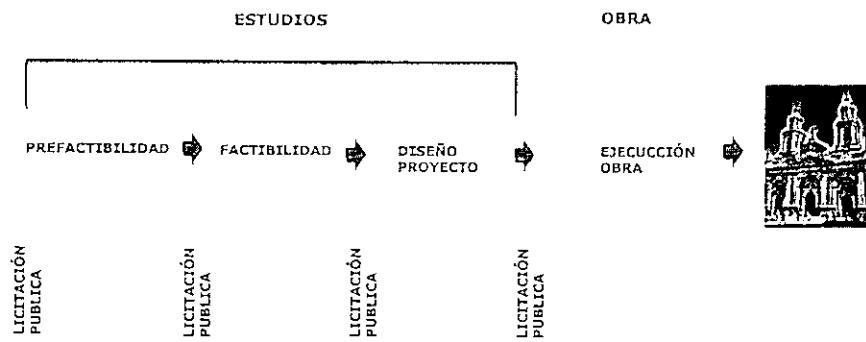 ESTUDIOS
OBRA
PREFACTIBILIDAD
FACTIBILIDAD
DISEÑO
PROYECTO
EJECUCCIÓN
OBRA
LICITACIÓN
PUBLICA
LICITACIÓN
PUBLICA
LICITACIÓN
PUBLICA
LICITACIÓN
PUBLICA